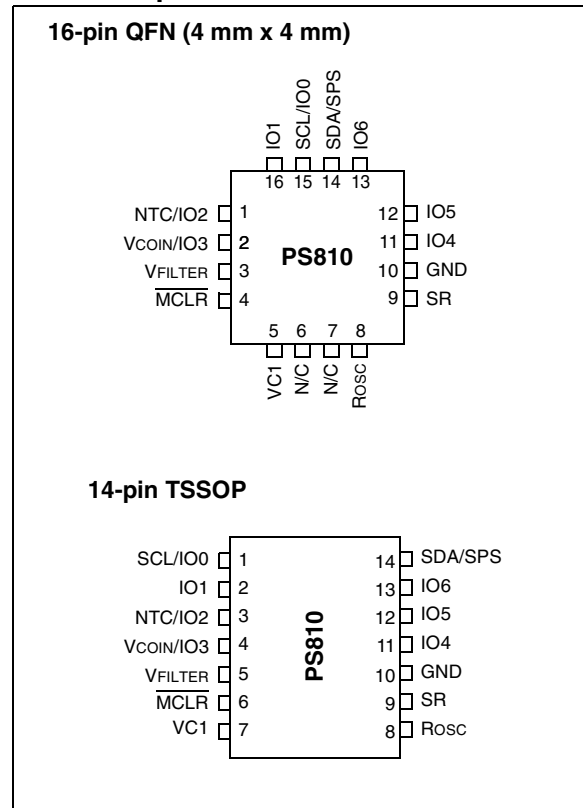 16-pin QFN (4 mm x 4 mm)
IO1
SCL/IO0
SDA/SPS
IO6
16 15 14 13
NTC/IO2 1
VCOIN/IO3 2
VFILTER 3
MCLR 4
PS810
12 IO5
11 IO4
10 GND
9 SR
5 6 7 8
VC1
N/C
N/C
ROSC
14-pin TSSOP
SCL/IO0 1
IO1 2
NTC/IO2 3
VCOIN/IO3 4
VFILTER 5
MCLR 6
VC1 7
PS810
14 SDA/SPS
13 IO6
12 IO5
11 IO4
10 GND
9 SR
8 ROSC